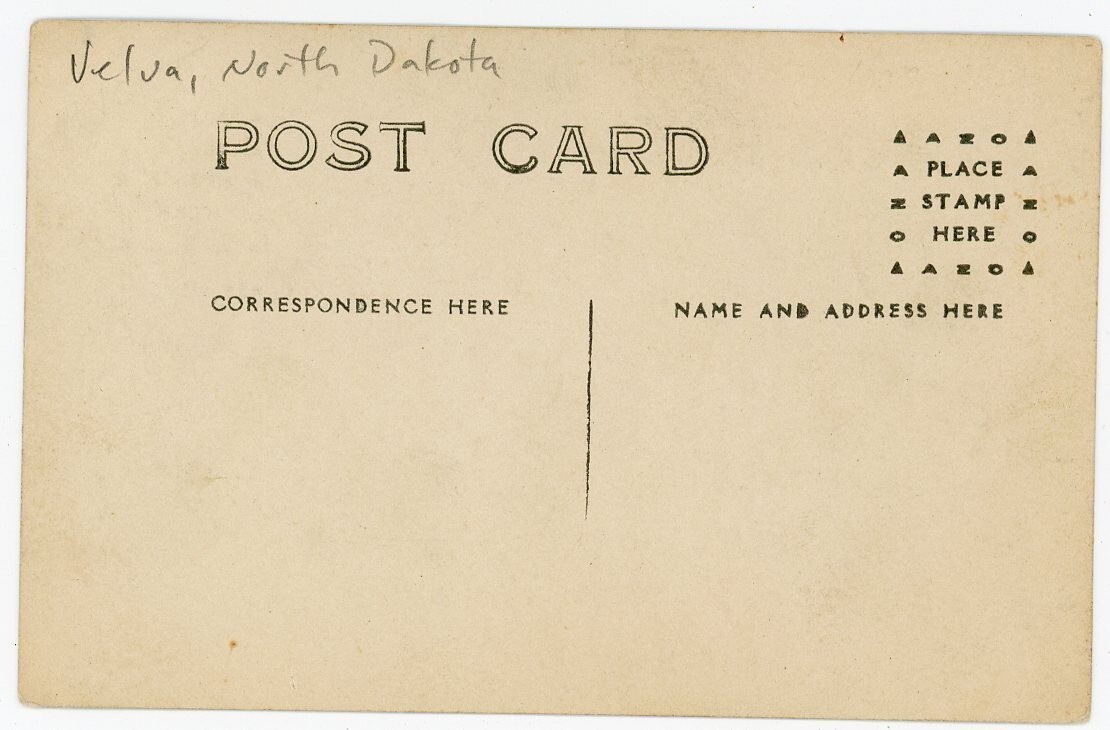 Velva, North Dakota
POST CARD
▲ A Z O ▲
A PLACE A
Z STAMP Z
O HERE O
▲ A Z O ▲
CORRESPONDENCE HERE
NAME AND ADDRESS HERE